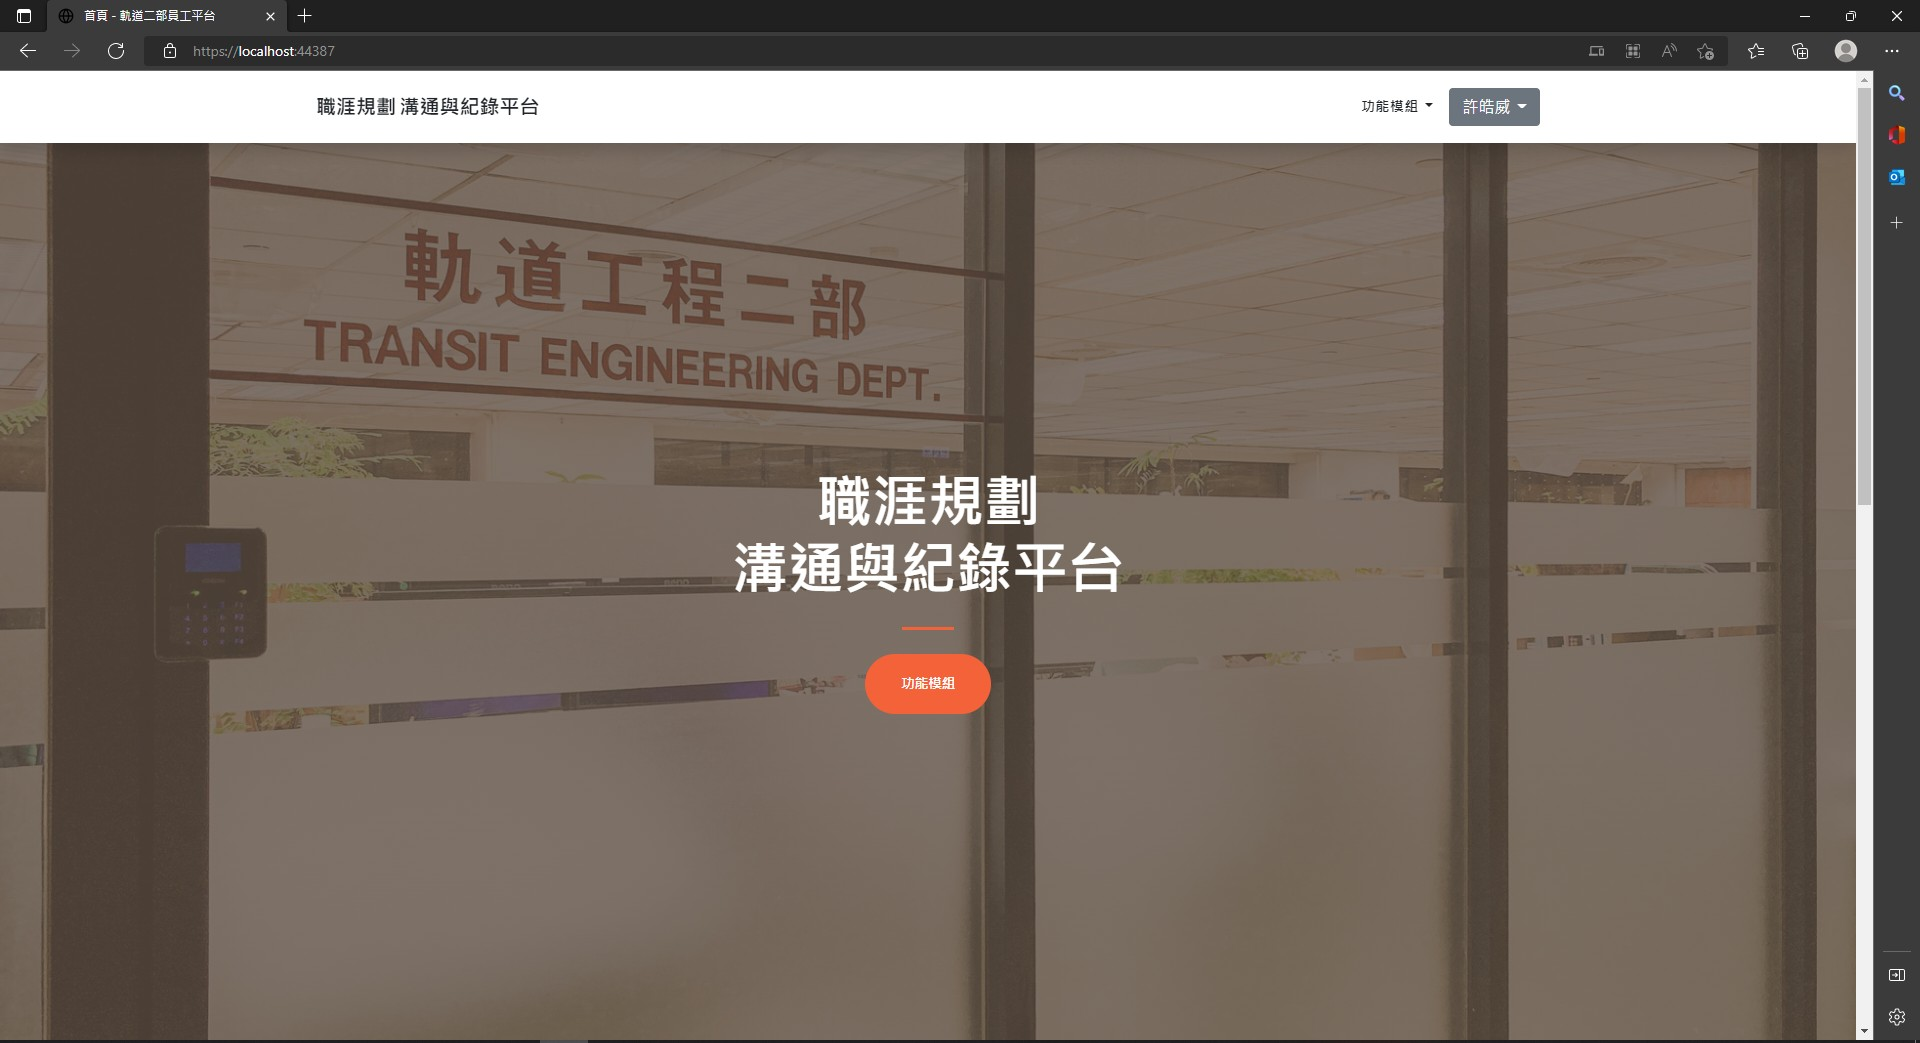 首頁 - 軌道二部員工平台
https://localhost:44387
職涯規劃 溝通與紀錄平台
功能模組
許皓威
軌道工程二部
TRANSIT ENGINEERING DEPT.
職涯規劃
溝通與紀錄平台
功能模組